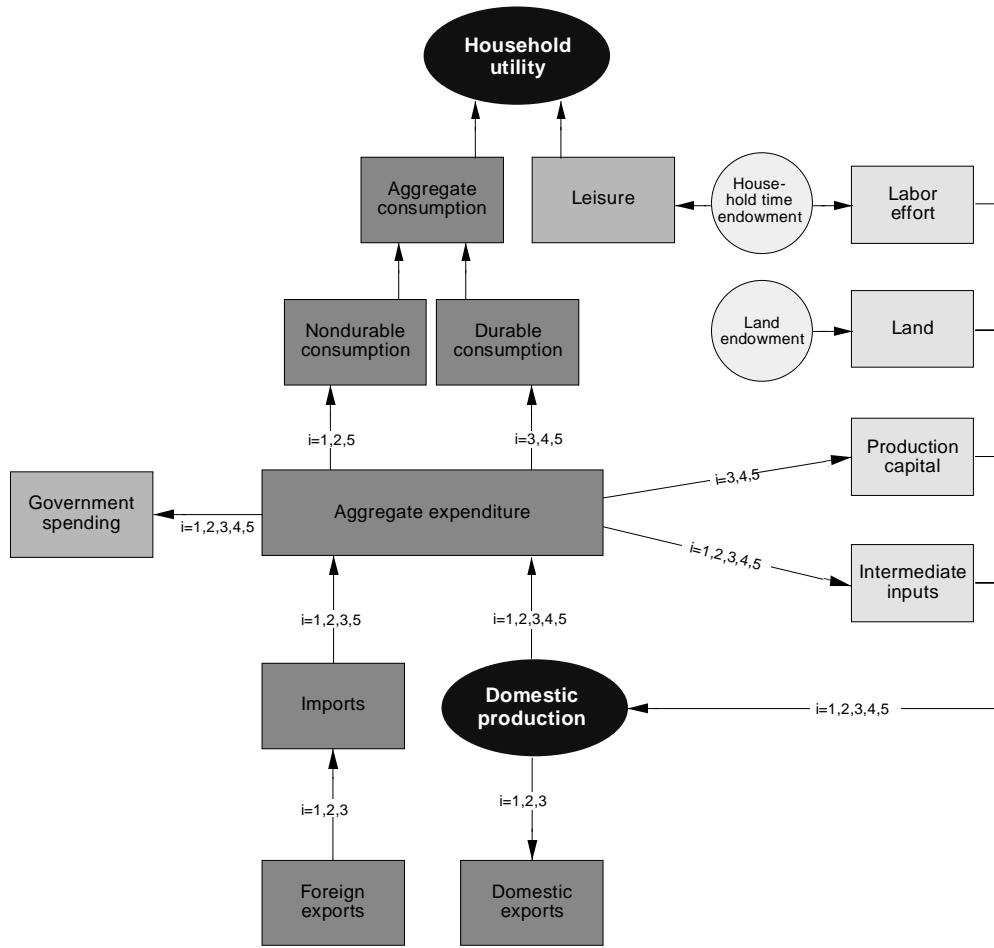 Household
utility
Aggregate
consumption
Leisure
House-
hold time
endowment
Labor
effort
Nondurable
consumption
Durable
consumption
Land
endowment
Land
i=1,2,5
i=3,4,5
Production
capital
i=3,4,5
Government
spending
i=1,2,3,4,5
Aggregate expenditure
i=1,2,3,4,5
Intermediate
inputs
i=1,2,3,5
i=1,2,3,4,5
Imports
Domestic
production
i=1,2,3,4,5
i=1,2,3
i=1,2,3
Foreign
exports
Domestic
exports